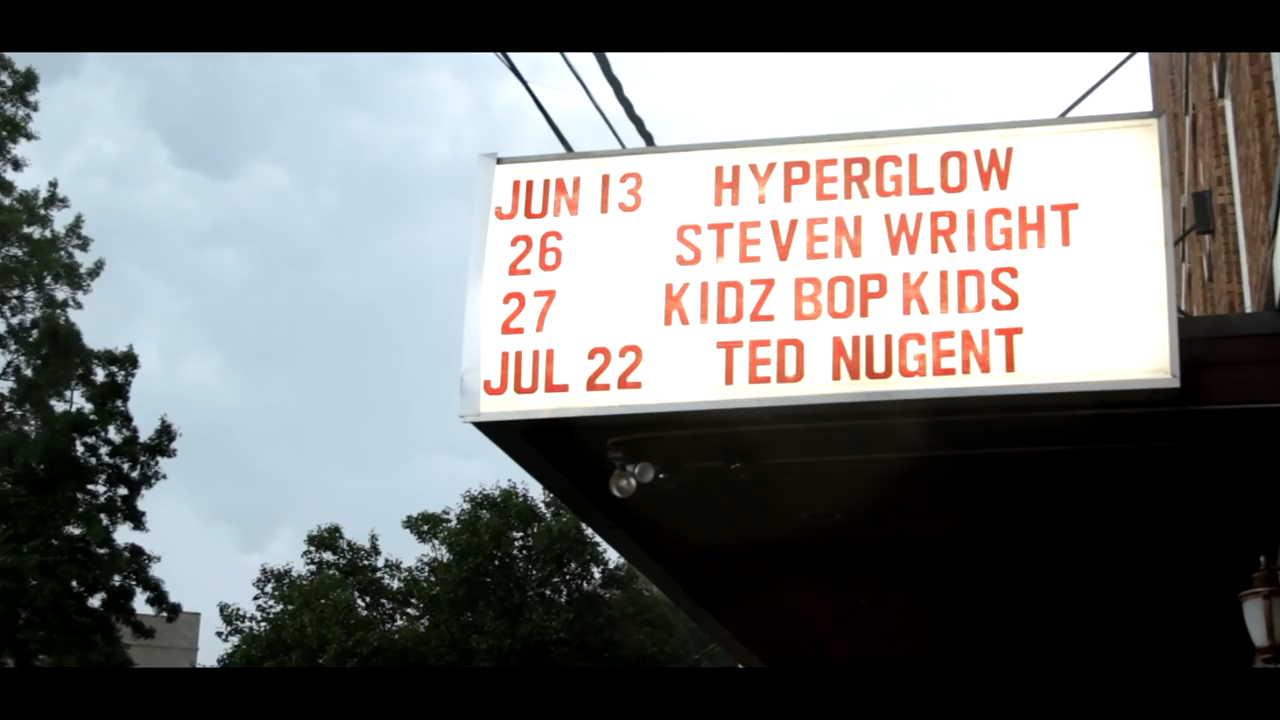 JUN 13 HYPERGLOW
26 STEVEN WRIGHT
27 KIDZ BOP KIDS
JUL 22 TED NUGENT